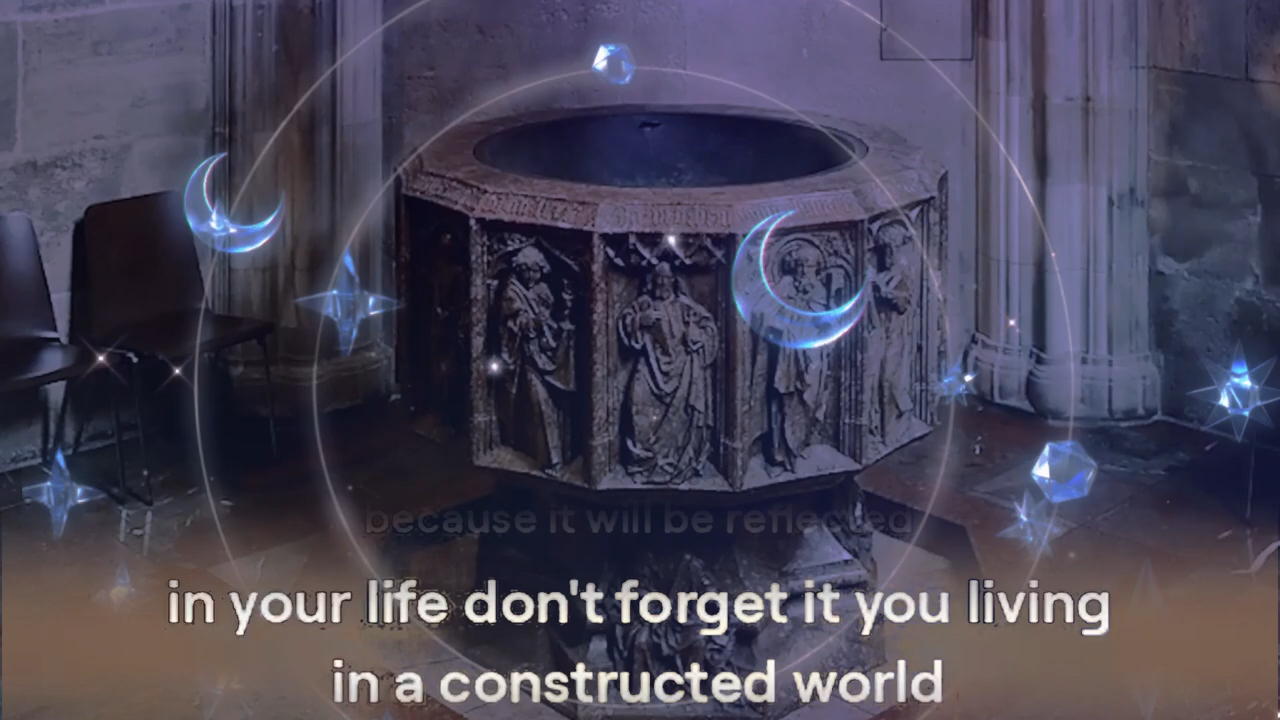 because it will be reflected
in your life don't forget it you living
in a constructed world